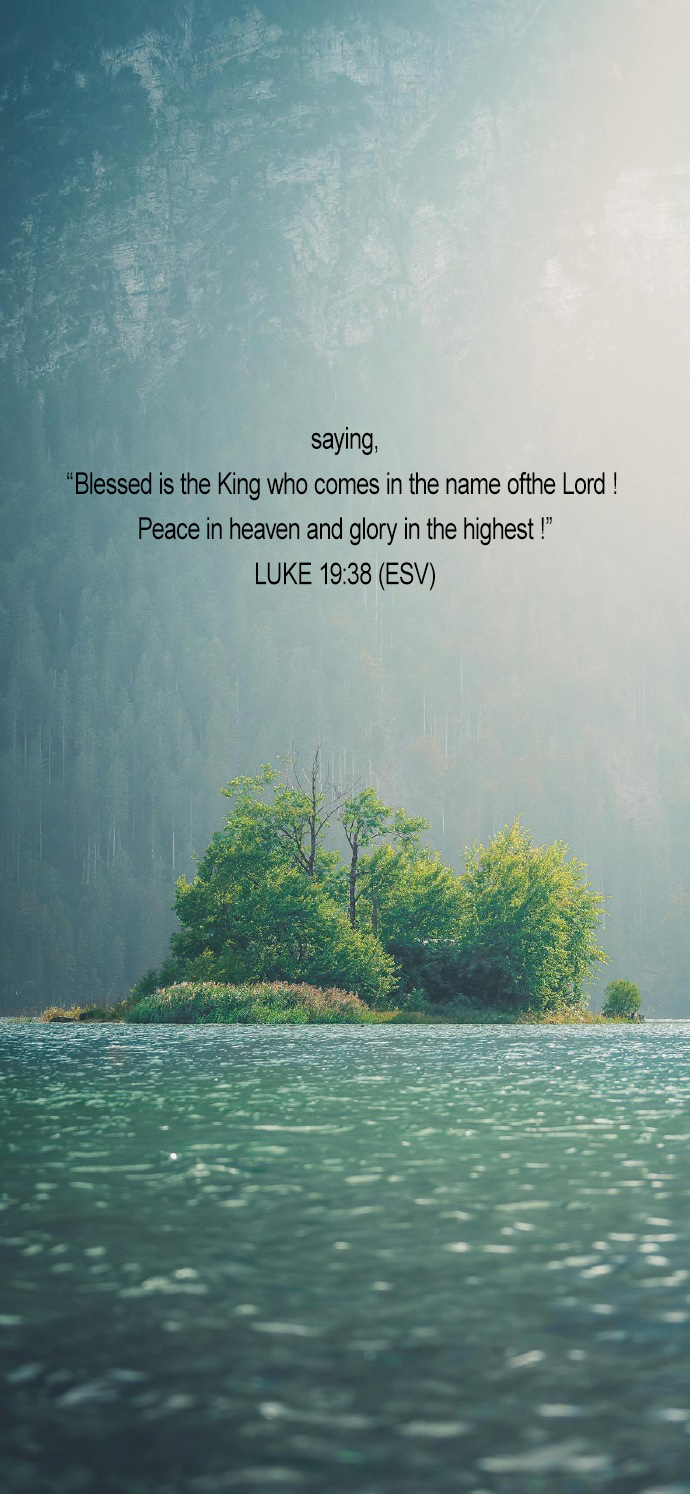 saying,
“Blessed is the King who comes in the name ofthe Lord !
Peace in heaven and glory in the highest !”
LUKE 19:38 (ESV)